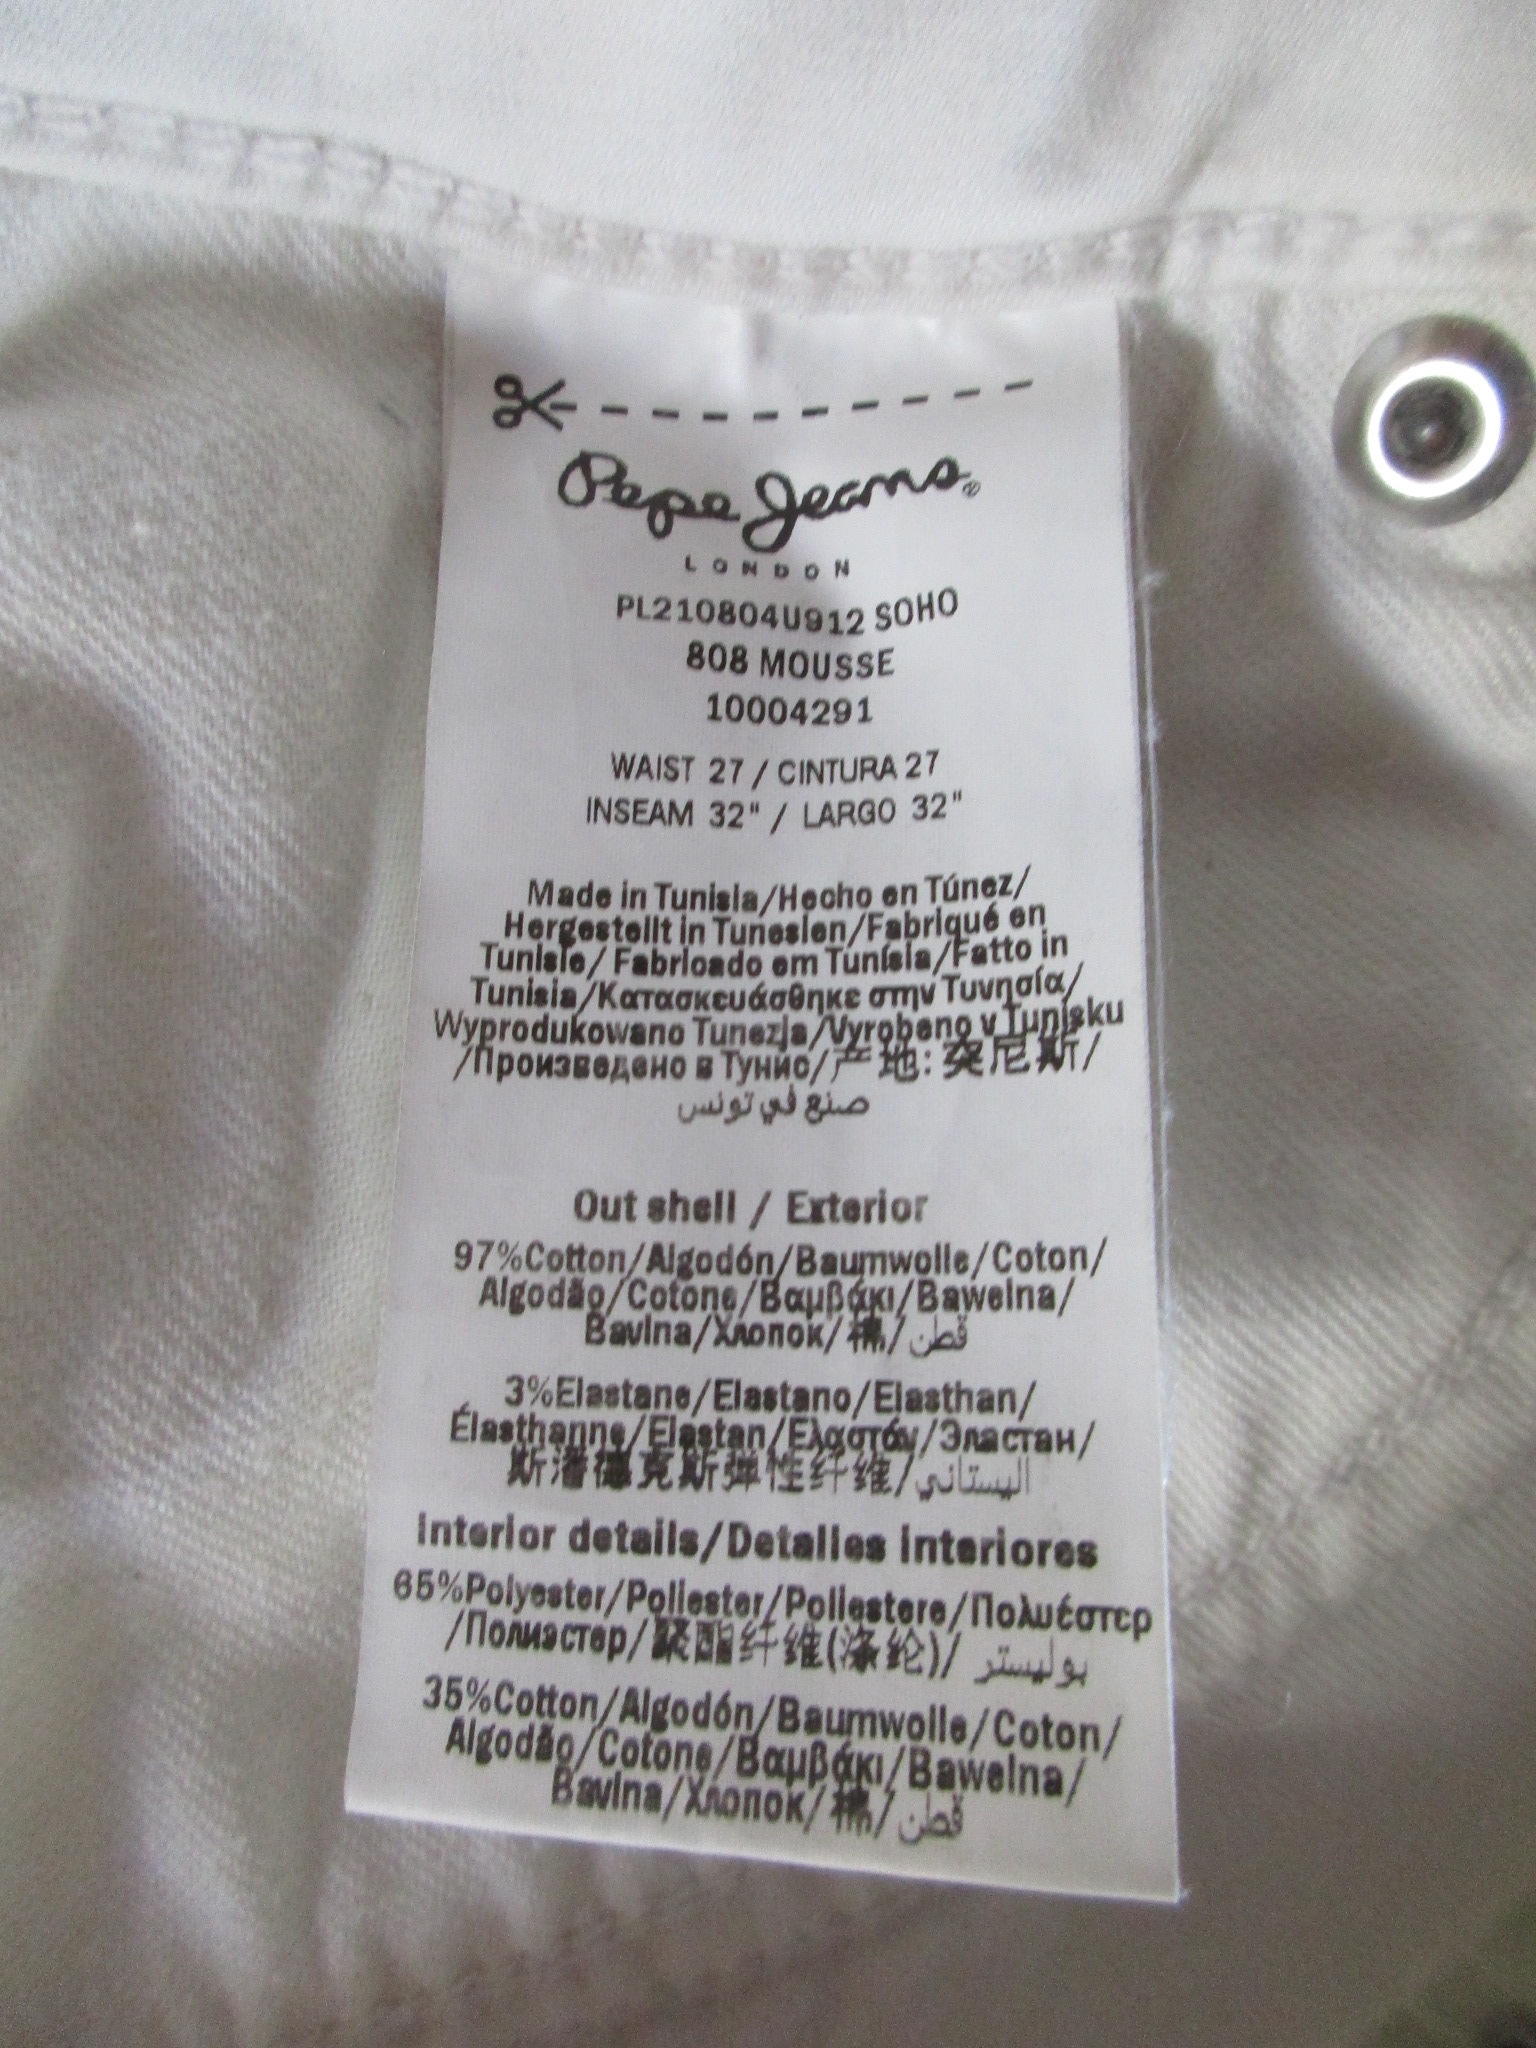 Pepe Jeans®
LONDON
PL210804U912 SOHO
808 MOUSSE
10004291
WAIST 27 / CINTURA 27
INSEAM 32" / LARGO 32"
Made in Tunisia/Hecho en Túnez/
Hergestellt in Tunesien/Fabriqué en
Tunisie/ Fabricado em Tunísia/Fatto in
Tunisia/Κατασκευάσθηκε στην Τυνησία/
Wyprodukowano Tunezja/Vyrobeno v Tunisku
/Произведено в Тунис/产地: 突尼斯/
صنع في تونس
Out shell / Exterior
97%Cotton/Algodón/Baumwolle/Coton/
Algodão/Cotone/Βαμβάκι/Bawelna/
Bavlna/Хлопок/棉/قطن
3%Elastane/Elastano/Elasthan/
Élasthanne/Elastan/Ελαστάν/Эластан/
斯潘德克斯弹性纤维/اليستاني
Interior details/Detalles interiores
65%Polyester/Poliester/Poliestere/Πολυέστερ
/Полиэстер/聚酯纤维(涤纶)/ بوليستر
35%Cotton/Algodón/Baumwolle/Coton/
Algodão/Cotone/Βαμβάκι/Bawelna/
Bavlna/Хлопок/棉/قطن